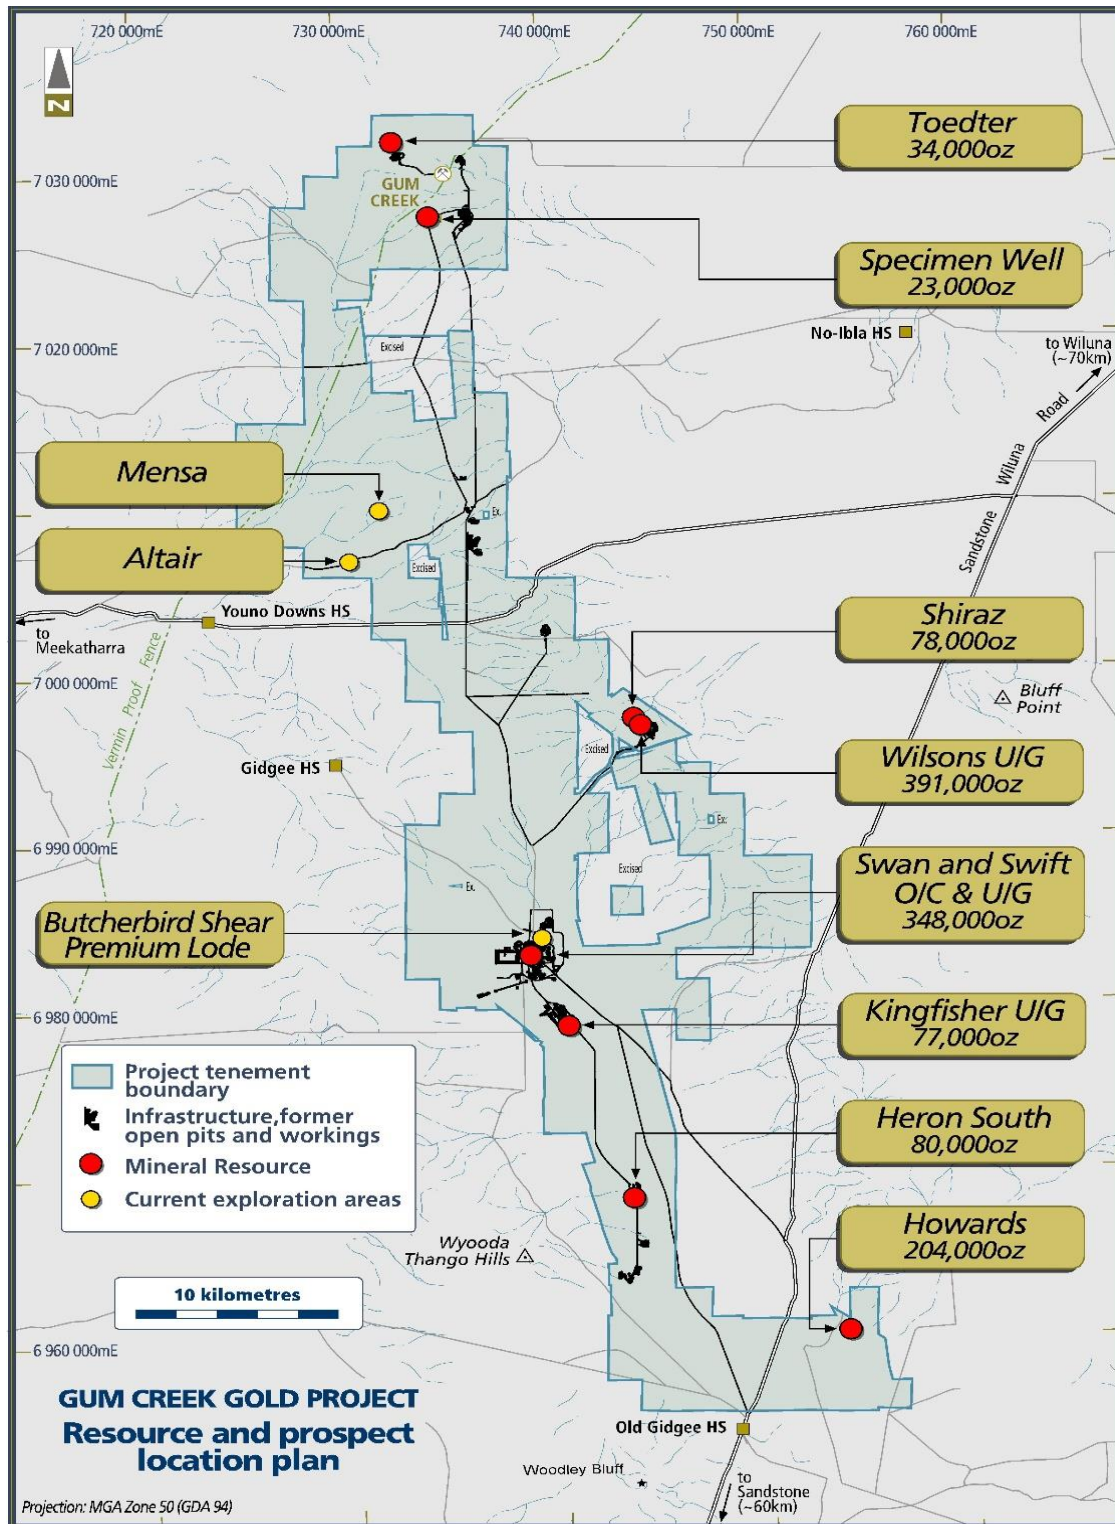 720 000mE
730 000mE
740 000mE
750 000mE
760 000mE
N
Toedter
34,000oz
7 030 000mE
GUM
CREEK
Specimen Well
23,000oz
No-Ibla HS
to Wiluna
(~70km)
7 020 000mE
Excised
Road
Wiluna
Sandstone
Mensa
Ex.
Altair
Excised
Youno Downs HS
to
Meekatharra
Shiraz
78,000oz
Vermin Proof Fence
7 000 000mE
Bluff
Point
Excised
Gidgee HS
Wilsons U/G
391,000oz
Ex.
6 990 000mE
Excised
Ex.
Swan and Swift
O/C & U/G
348,000oz
Butcherbird Shear
Premium Lode
6 980 000mE
Kingfisher U/G
77,000oz
Project tenement
boundary
Infrastructure,former
open pits and workings
Mineral Resource
Current exploration areas
Heron South
80,000oz
Howards
204,000oz
Wyooda
Thango Hills
10 kilometres
6 960 000mE
GUM CREEK GOLD PROJECT
Resource and prospect
location plan
Old Gidgee HS
Woodley Bluff
to
Sandstone
(~60km)
Projection: MGA Zone 50 (GDA 94)